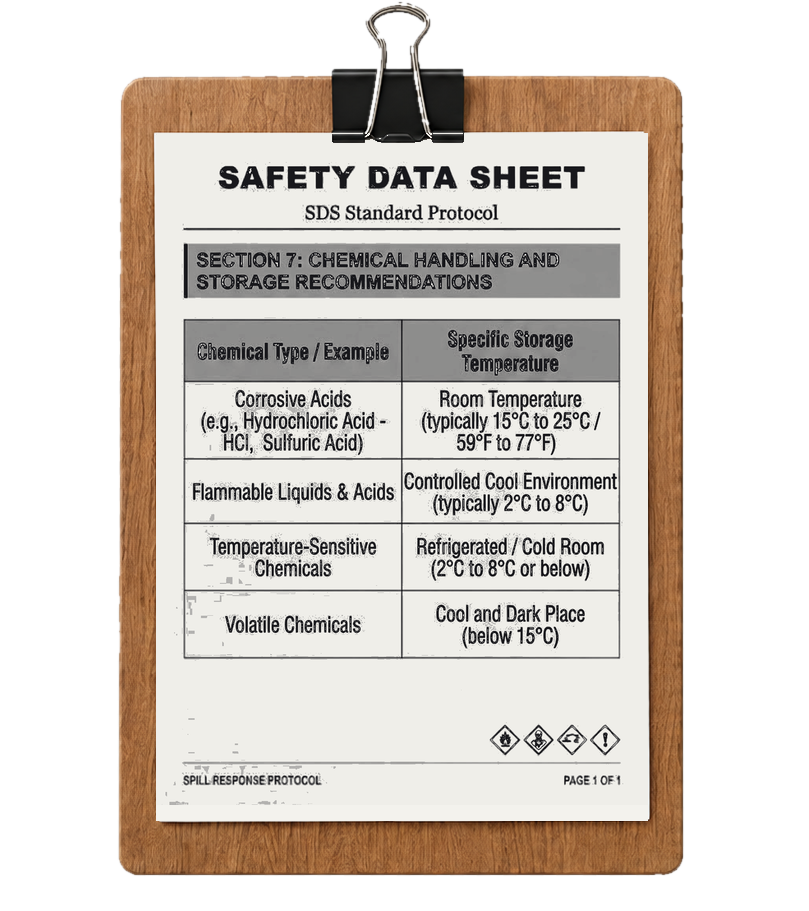 SAFETY DATA SHEET
SDS Standard Protocol
SECTION 7: CHEMICAL HANDLING AND
STORAGE RECOMMENDATIONS
Chemical Type / Example
Specific Storage
Temperature
Corrosive Acids
(e.g., Hydrochloric Acid -
HCl, Sulfuric Acid)
Room Temperature
(typically 15°C to 25°C /
59°F to 77°F)
Flammable Liquids & Acids
Controlled Cool Environment
(typically 2°C to 8°C)
Temperature-Sensitive
Chemicals
Refrigerated / Cold Room
(2°C to 8°C or below)
Volatile Chemicals
Cool and Dark Place
(below 15°C)
SPILL RESPONSE PROTOCOL
PAGE 1 OF 1